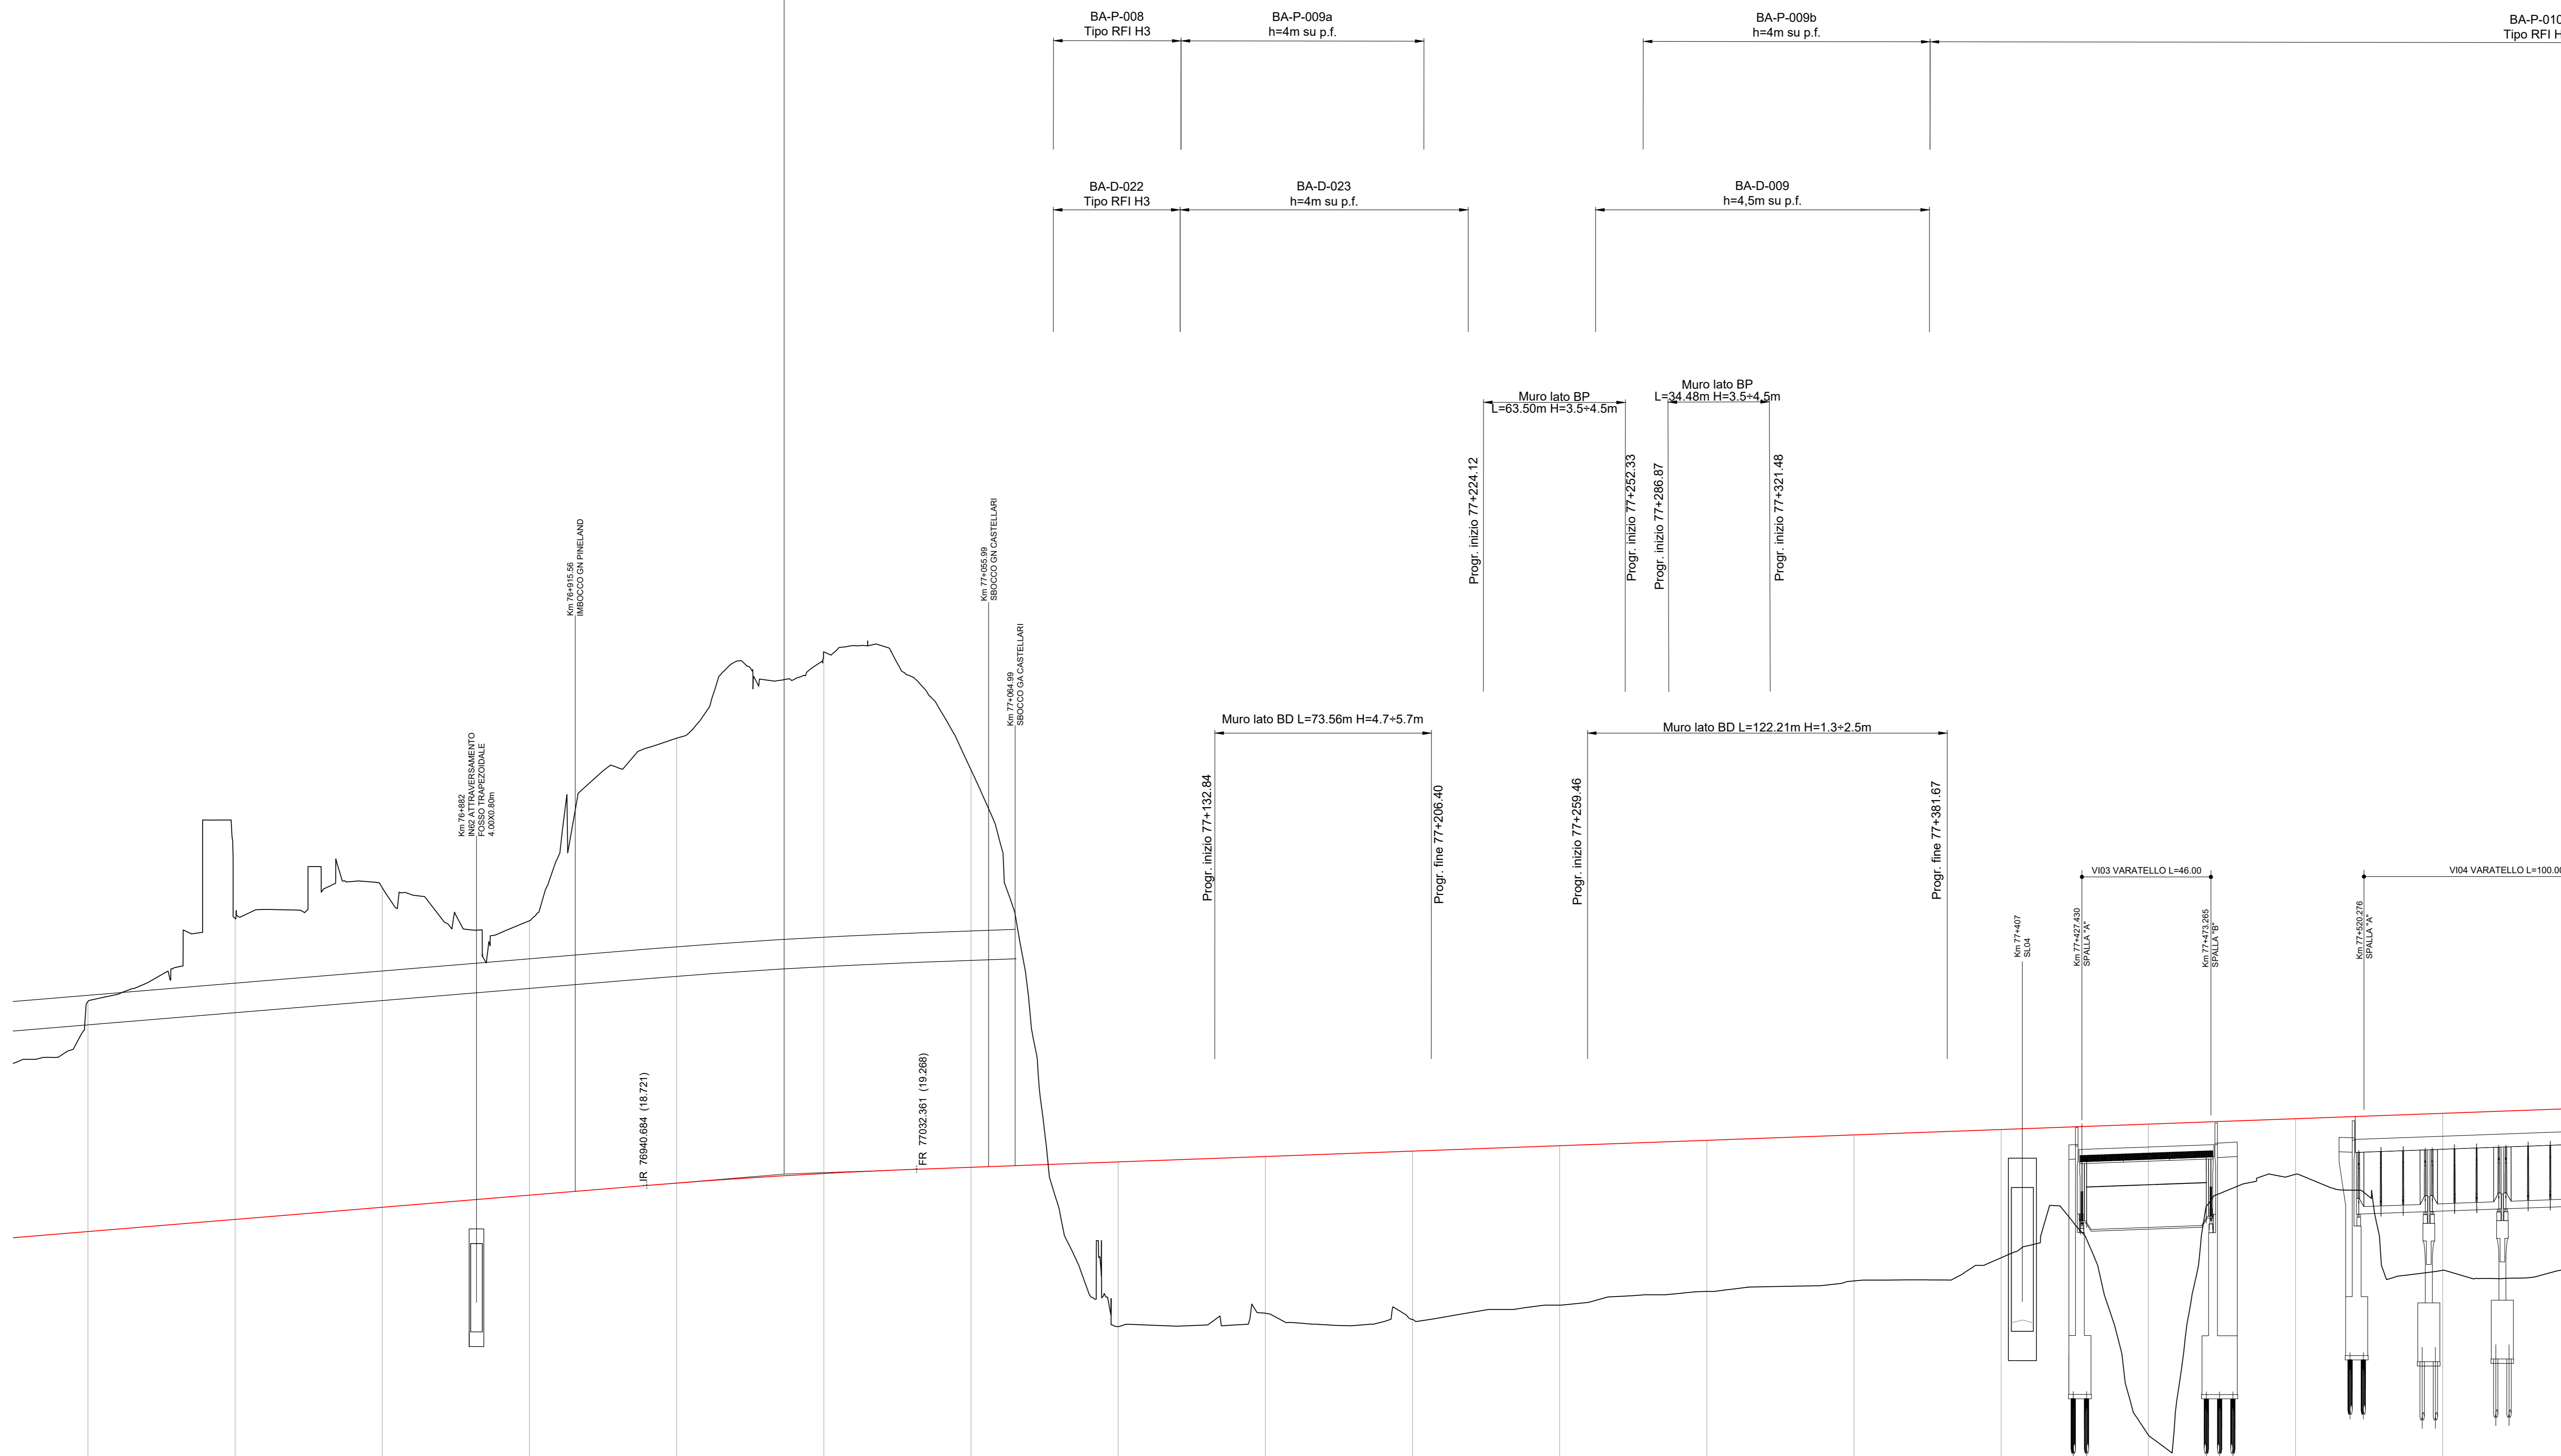 BA-P-008
Tipo RFI H3
BA-P-009a
h=4m su p.f.
BA-P-009b
h=4m su p.f.
BA-P-010
Tipo RFI H
BA-D-022
Tipo RFI H3
BA-D-023
h=4m su p.f.
BA-D-009
h=4,5m su p.f.
Muro lato BP
L=63.50m H=3.5÷4.5m
Muro lato BP
L=34.48m H=3.5÷4.5m
Progr. inizio 77+224.12
Progr. inizio 77+252.33
Progr. inizio 77+286.87
Progr. inizio 77+321.48
Km 76+915.56
IMBOCCO GN PINELAND
Km 77+055.99
SBOCCO GN CASTELLARI
Km 77+064.99
SBOCCO GA CASTELLARI
Km 76+882
IN62 ATTRAVERSAMENTO
FOSSO TRAPEZOIDALE
4.00X0.80m
Muro lato BD L=73.56m H=4.7÷5.7m
Muro lato BD L=122.21m H=1.3÷2.5m
Progr. inizio 77+132.84
Progr. fine 77+206.40
Progr. inizio 77+259.46
Progr. fine 77+381.67
VI03 VARATELLO L=46.00
VI04 VARATELLO L=100.00
Km 77+407
SL04
Km 77+427.430
SPALLA "A"
Km 77+473.265
SPALLA "B"
Km 77+520.276
SPALLA "A"
IR 76940.684 (18.721)
FR 77032.361 (19.268)